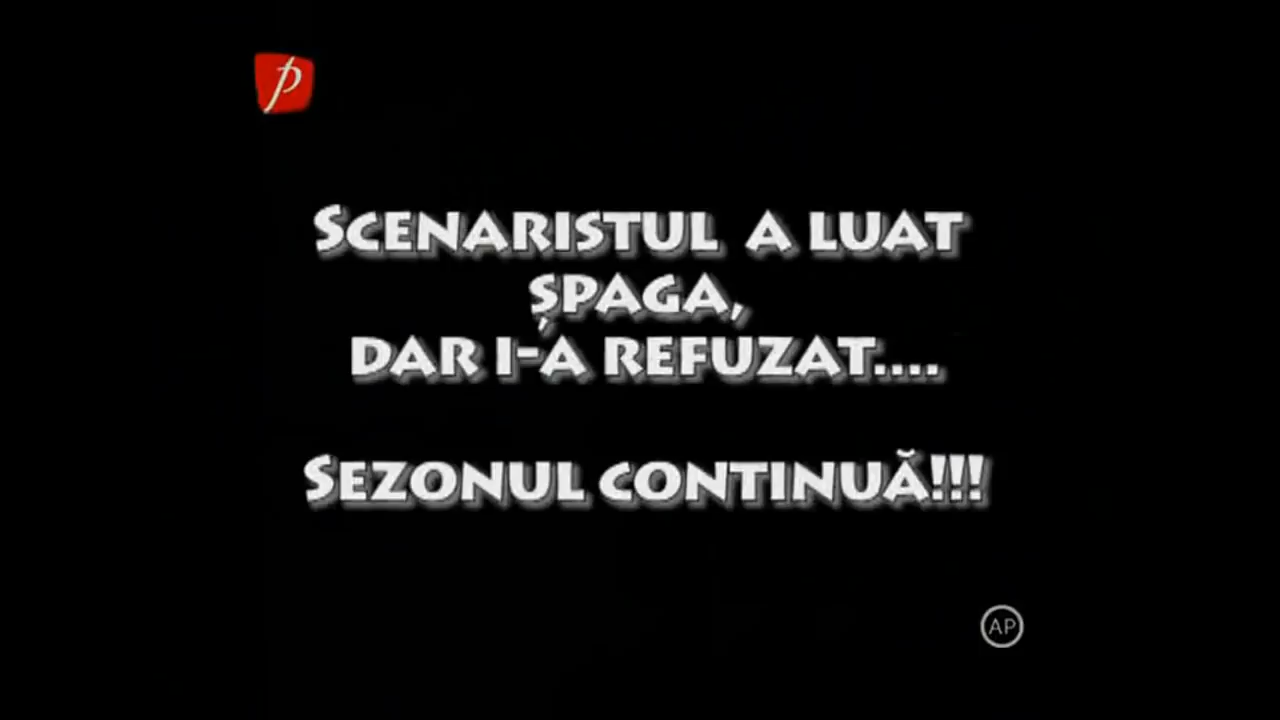 p
SCENARISTUL A LUAT
ȘPAGA,
DAR I-A REFUZAT....
SEZONUL CONTINUĂ!!!
AP